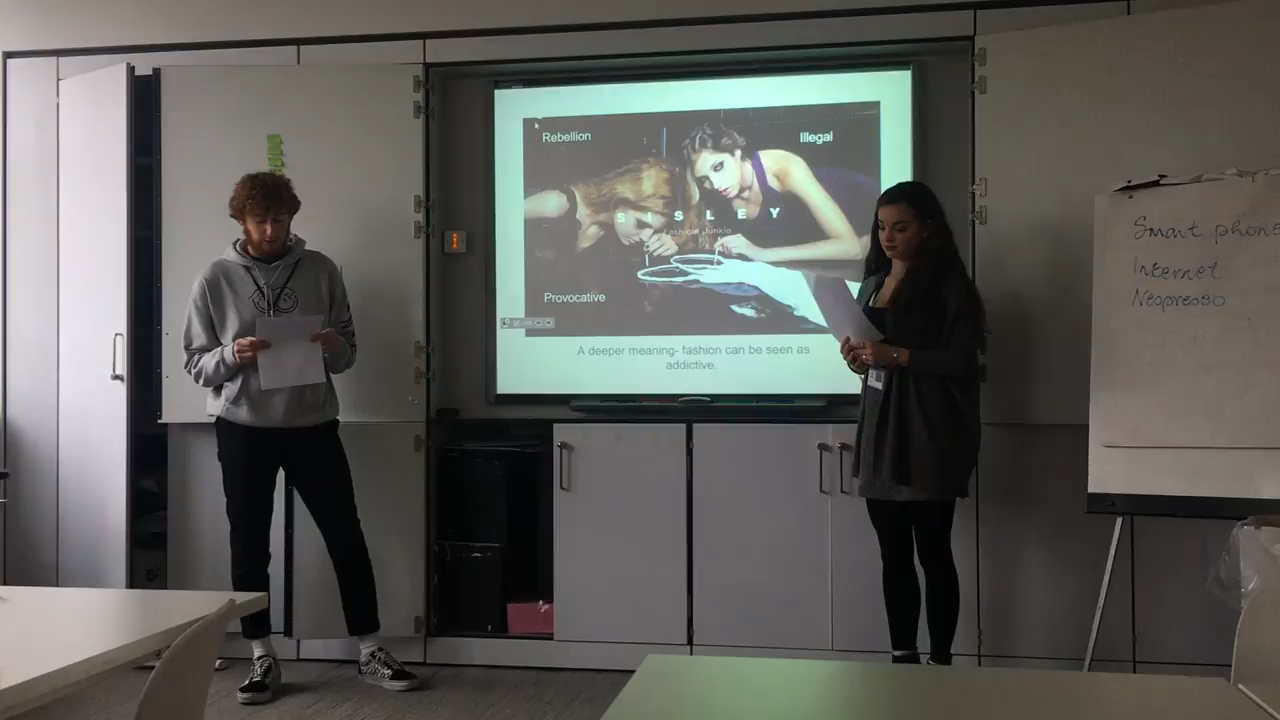 Rebellion
Illegal
SISLEY
Fashion Junkie
Provocative
A deeper meaning- fashion can be seen as
addictive.
Smart phone
Internet
Nespresso